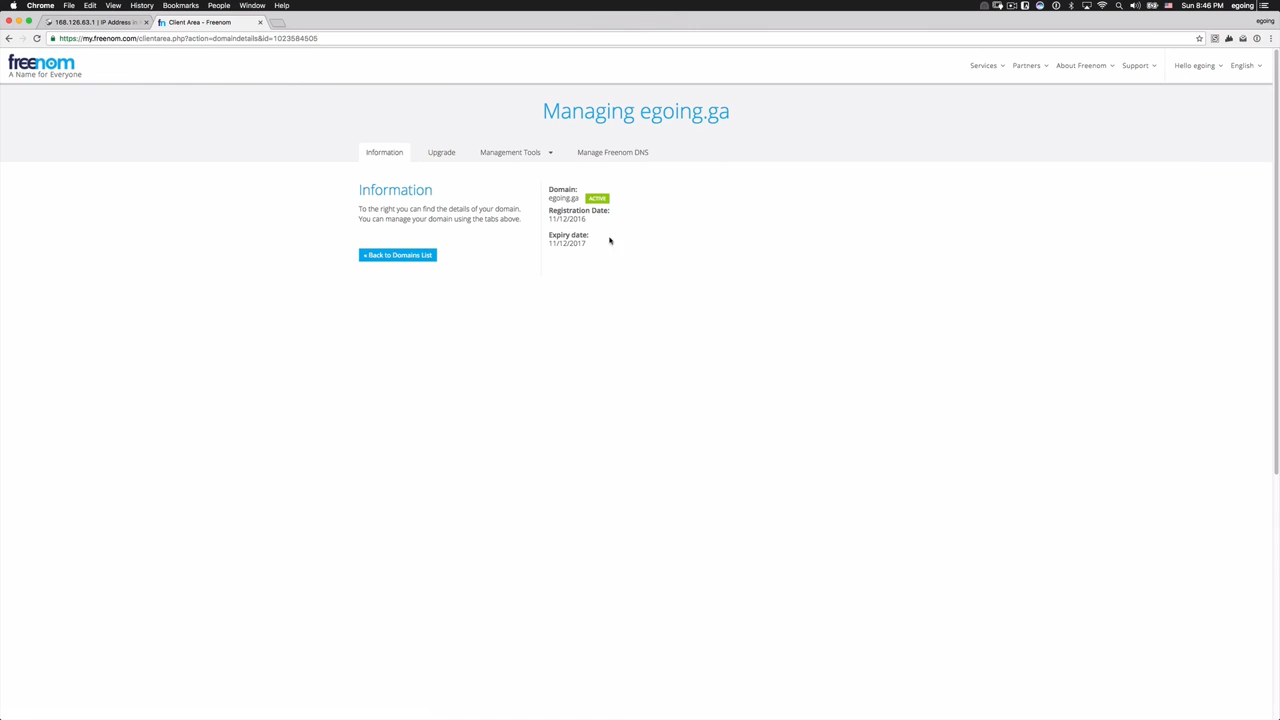 Chrome File Edit View History Bookmarks People Window Help
Sun 8:46 PM egoing
168.126.63.1 | IP Address in
Client Area - Freenom
egoing
https://my.freenom.com/clientarea.php?action=domaindetails&id=1023584505
freenom
A Name for Everyone
Services Partners About Freenom Support Hello egoing English
Managing egoing.ga
Information Upgrade Management Tools Manage Freenom DNS
Information
To the right you can find the details of your domain.
You can manage your domain using the tabs above.
« Back to Domains List
Domain:
egoing.ga ACTIVE
Registration Date:
11/12/2016
Expiry date:
11/12/2017